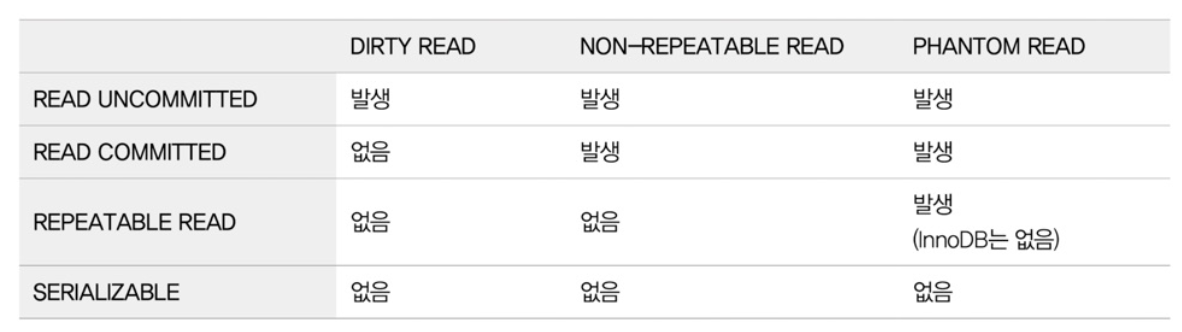 DIRTY READ NON-REPEATABLE READ PHANTOM READ
READ UNCOMMITTED 발생 발생 발생
READ COMMITTED 없음 발생 발생
REPEATABLE READ 없음 없음 발생
(InnoDB는 없음)
SERIALIZABLE 없음 없음 없음